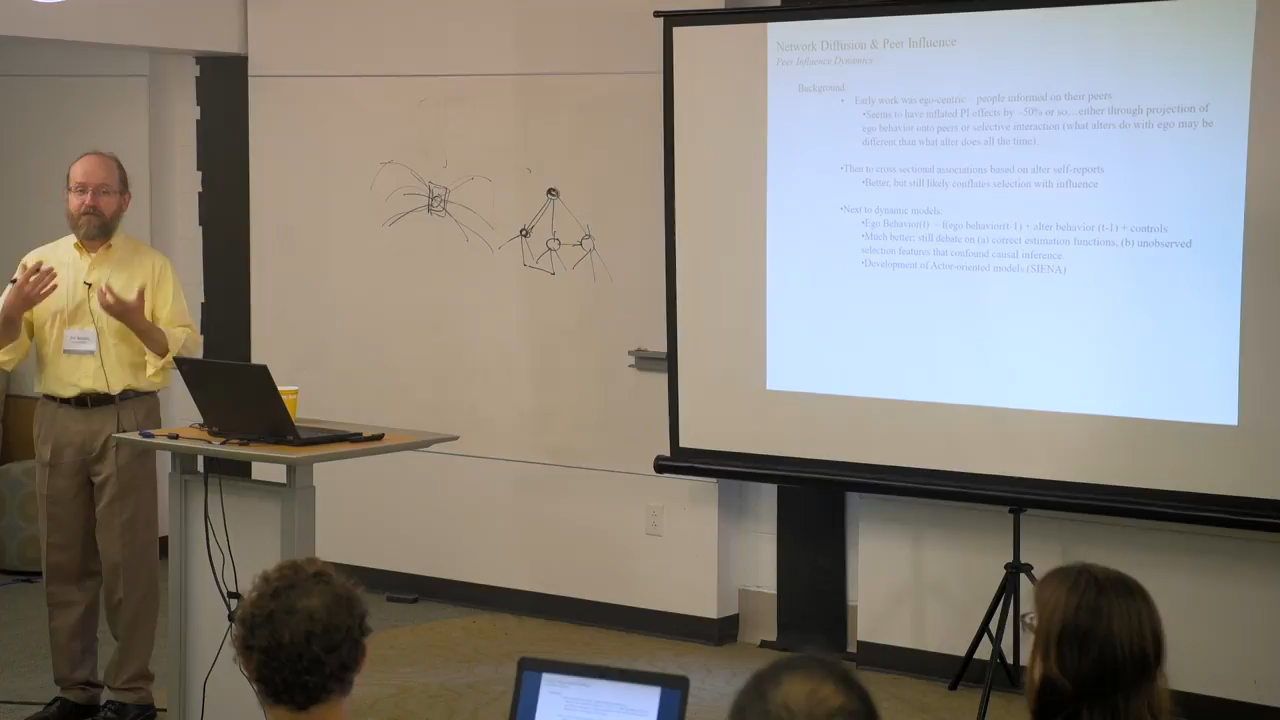 Network Diffusion & Peer Influence
Peer Influence Dynamics
Background:
• Early work was ego-centric – people informed on their peers
•Seems to have inflated PI effects by ~50% or so…either through projection of
ego behavior onto peers or selective interaction (what alters do with ego may be
different than what alter does all the time).
•Then to cross sectional associations based on alter self-reports
•Better, but still likely conflates selection with influence
•Next to dynamic models:
•Ego Behavior(t) = f(ego behavior(t-1) + alter behavior (t-1) + controls
•Much better; still debate on (a) correct estimation functions, (b) unobserved
selection features that confound causal inference.
•Development of Actor-oriented models (SIENA)